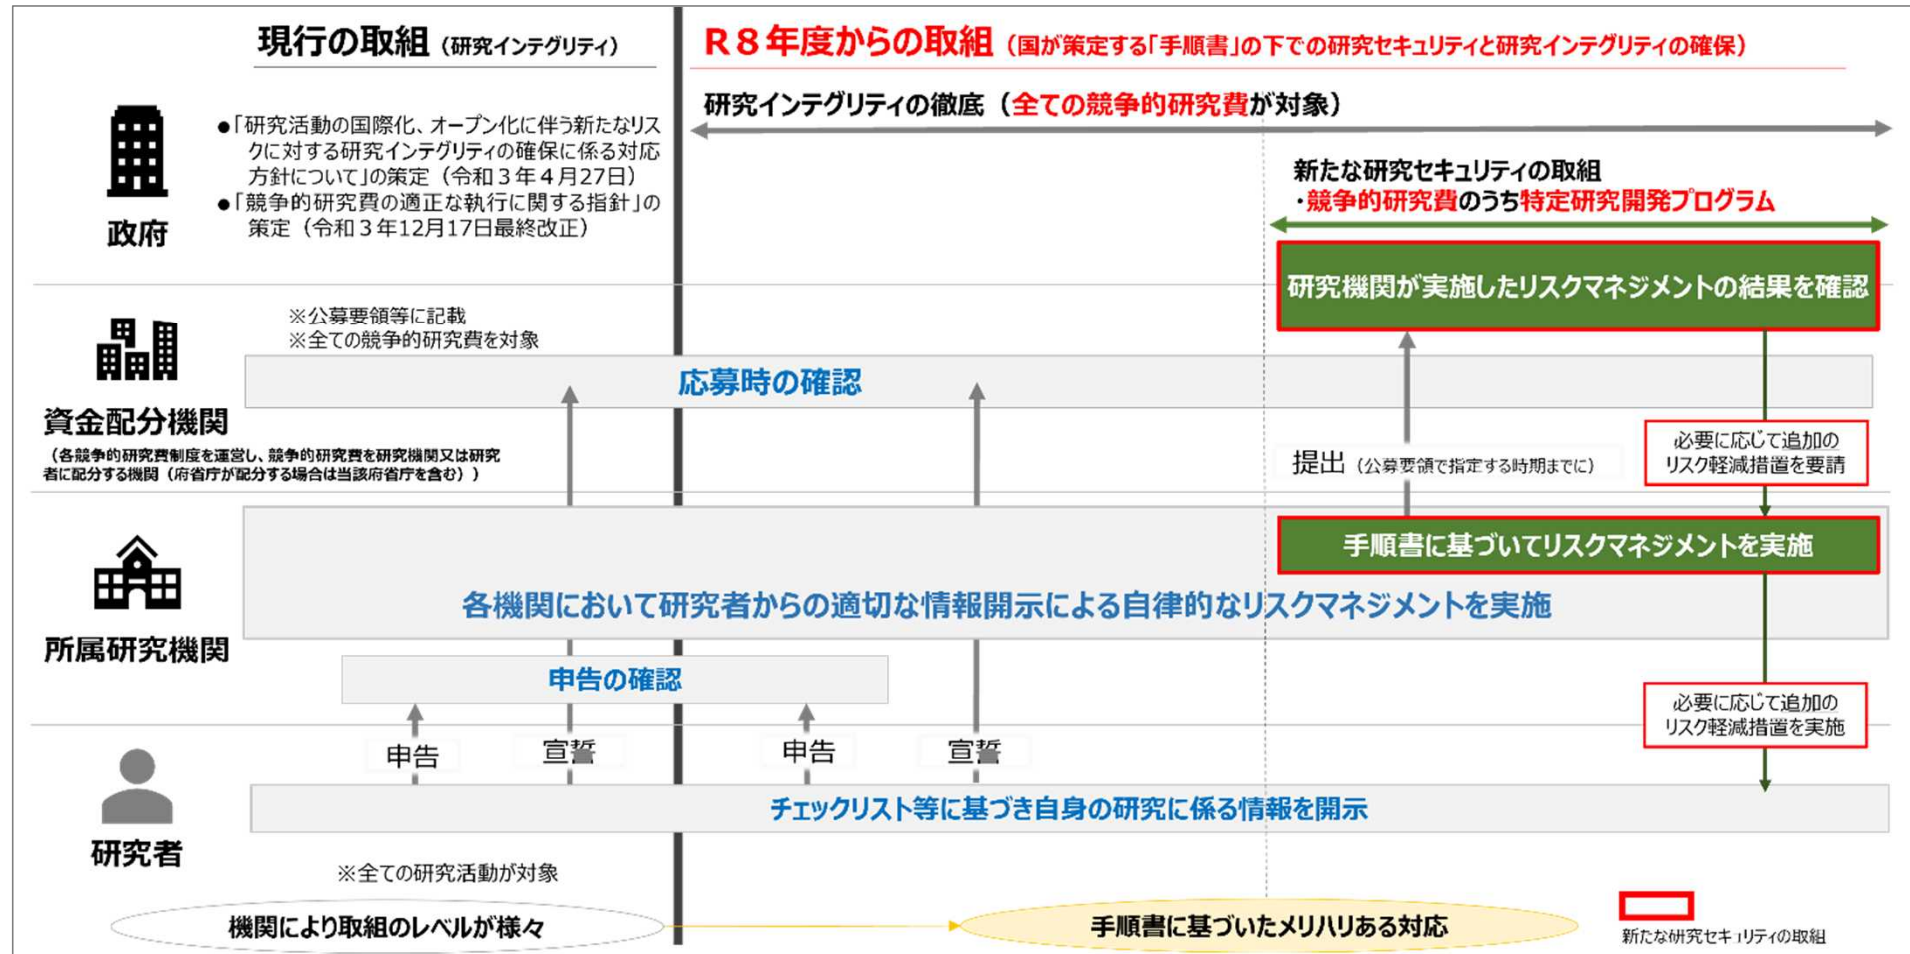 現行の取組（研究インテグリティ）
R８年度からの取組（国が策定する「手順書」の下での研究セキュリティと研究インテグリティの確保）
研究インテグリティの徹底（全ての競争的研究費が対象）
●「研究活動の国際化、オープン化に伴う新たなリス
クに対する研究インテグリティの確保に係る対応
方針について」の策定（令和３年４月27日）
●「競争的研究費の適正な執行に関する指針」の
策定（令和３年12月17日最終改正）
政府
新たな研究セキュリティの取組
・競争的研究費のうち特定研究開発プログラム
研究機関が実施したリスクマネジメントの結果を確認
※公募要領等に記載
※全ての競争的研究費を対象
応募時の確認
資金配分機関
（各競争的研究費制度を運営し、競争的研究費を研究機関又は研究
者に配分する機関（府省庁が配分する場合は当該府省庁を含む））
提出（公募要領で指定する時期までに）
必要に応じて追加の
リスク軽減措置を要請
手順書に基づいてリスクマネジメントを実施
各機関において研究者からの適切な情報開示による自律的なリスクマネジメントを実施
所属研究機関
申告の確認
必要に応じて追加の
リスク軽減措置を実施
申告
宣誓
申告
宣誓
チェックリスト等に基づき自身の研究に係る情報を開示
研究者
※全ての研究活動が対象
機関により取組のレベルが様々
手順書に基づいたメリハリある対応
新たな研究セキュリティの取組